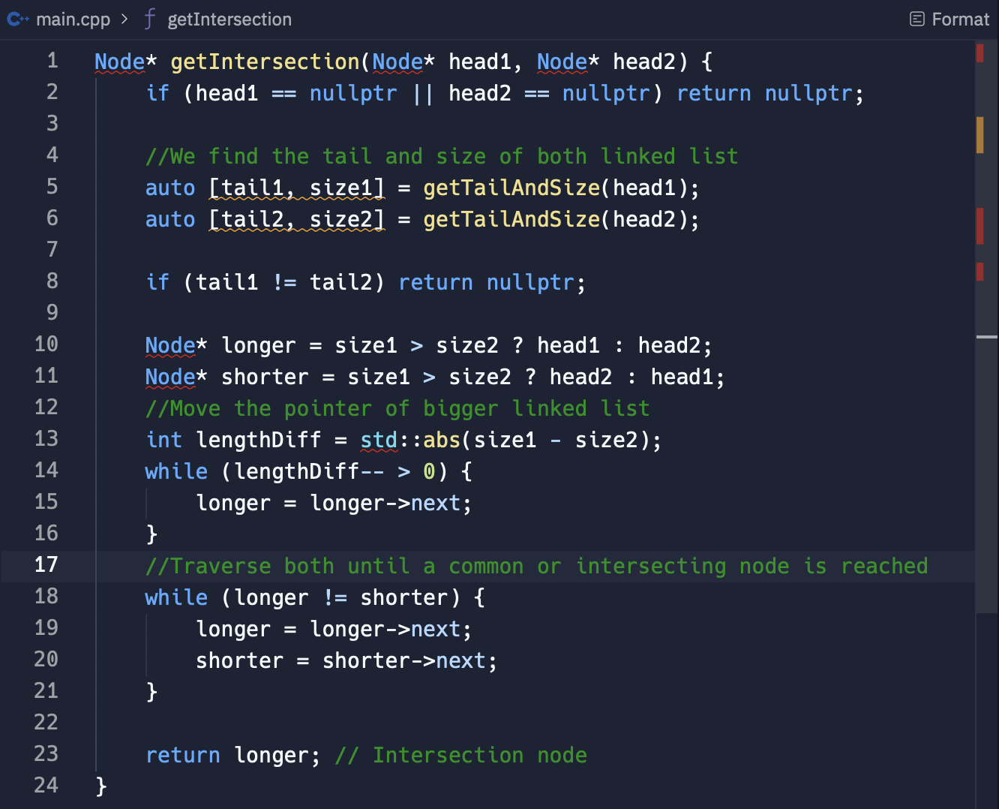 C++ main.cpp > ƒ getIntersection Format
1 Node* getIntersection(Node* head1, Node* head2) {
2     if (head1 == nullptr || head2 == nullptr) return nullptr;
3
4     //We find the tail and size of both linked list
5     auto [tail1, size1] = getTailAndSize(head1);
6     auto [tail2, size2] = getTailAndSize(head2);
7
8     if (tail1 != tail2) return nullptr;
9
10     Node* longer = size1 > size2 ? head1 : head2;
11     Node* shorter = size1 > size2 ? head2 : head1;
12     //Move the pointer of bigger linked list
13     int lengthDiff = std::abs(size1 - size2);
14     while (lengthDiff-- > 0) {
15         longer = longer->next;
16     }
17     //Traverse both until a common or intersecting node is reached
18     while (longer != shorter) {
19         longer = longer->next;
20         shorter = shorter->next;
21     }
22
23     return longer; // Intersection node
24 }